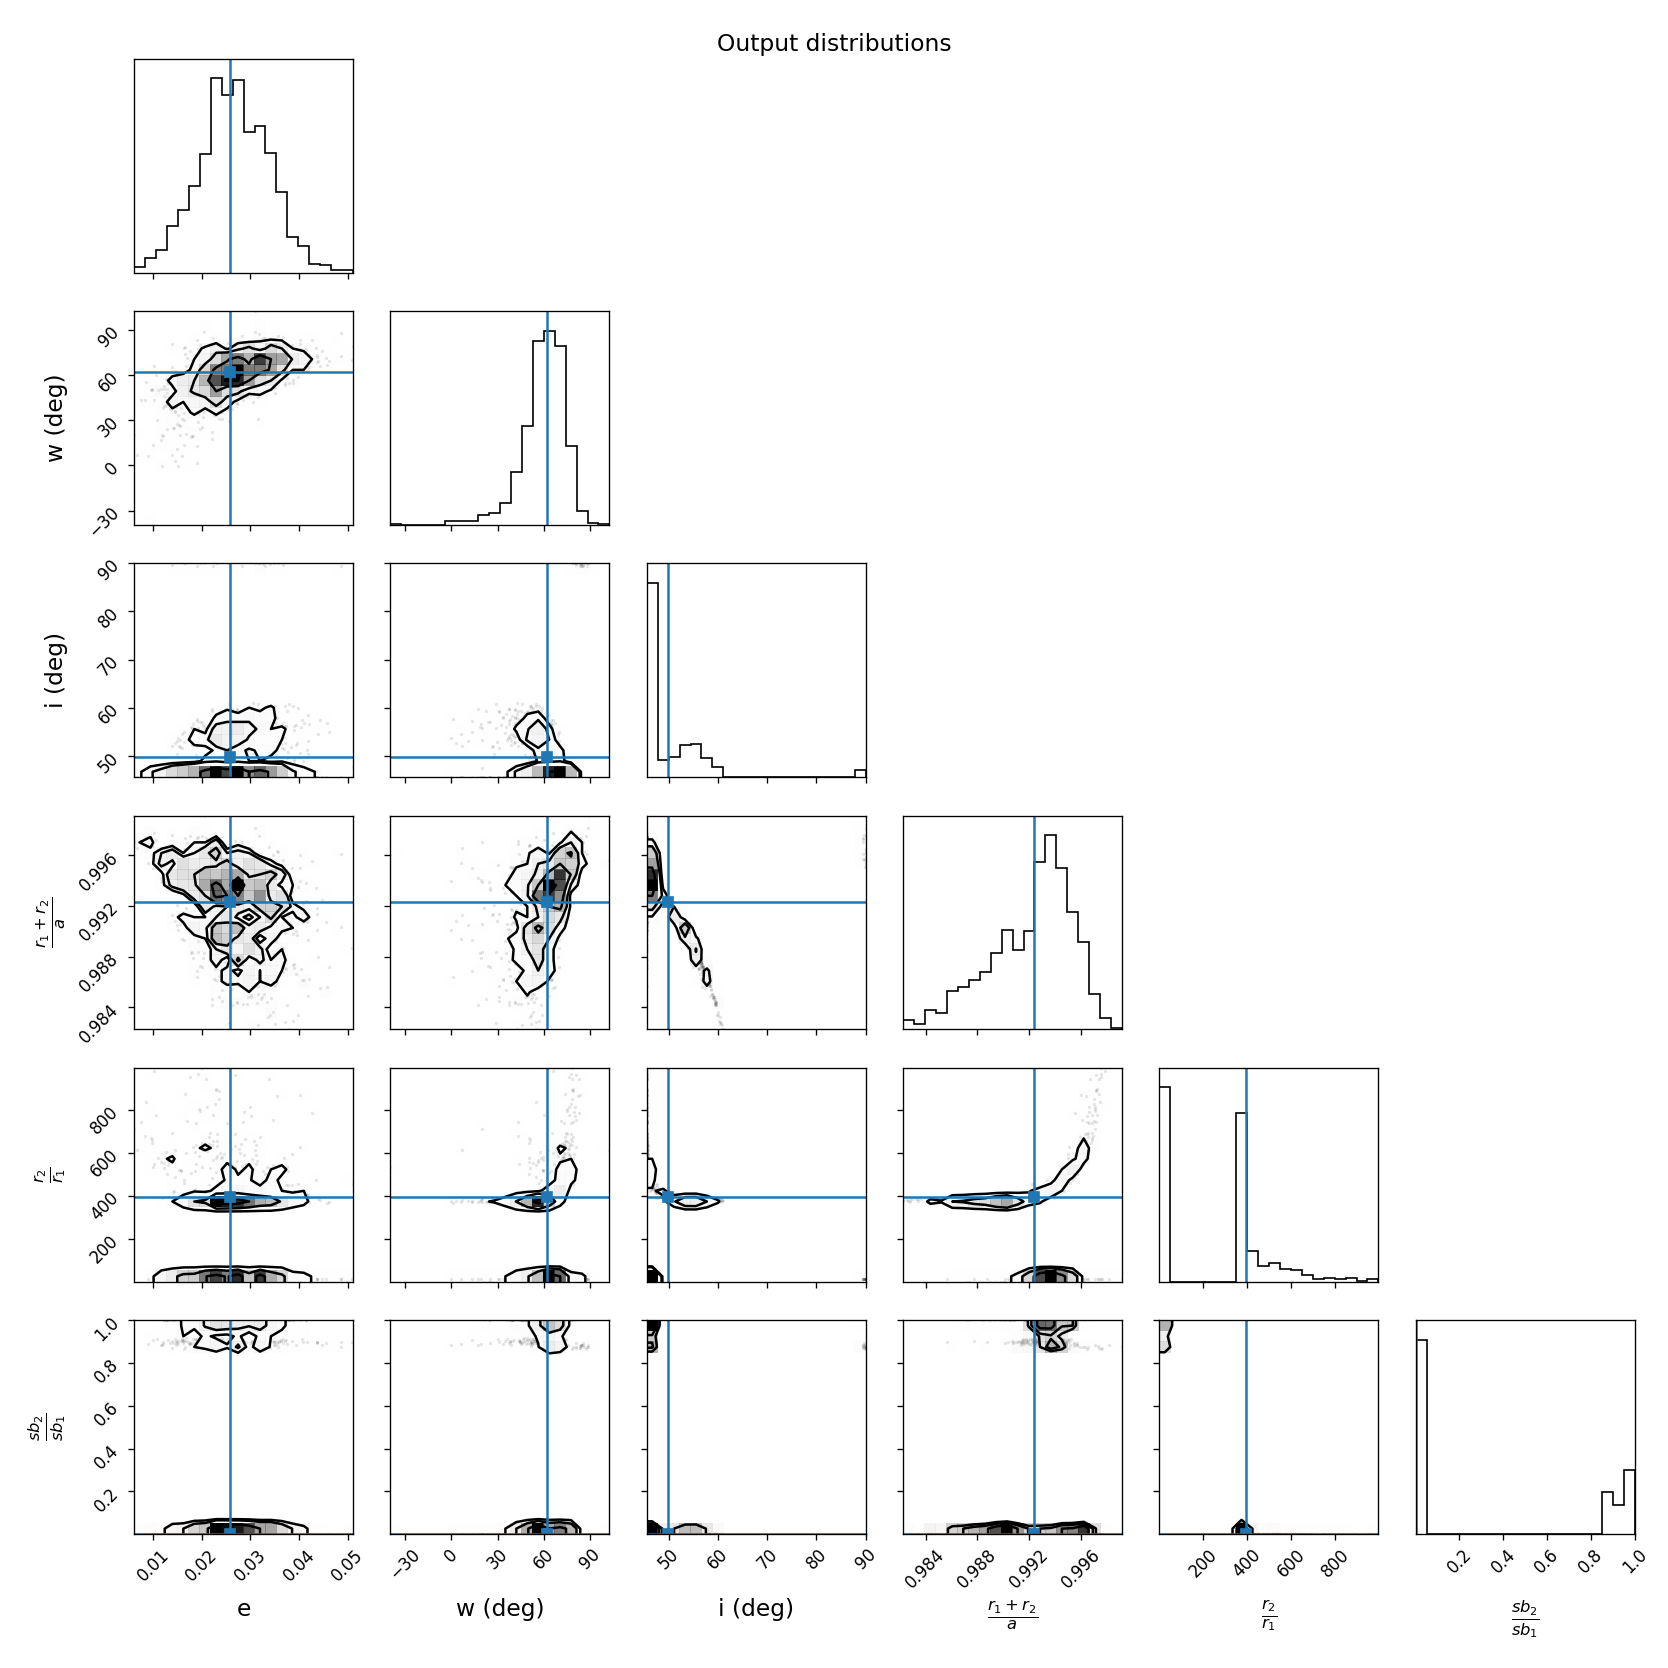 Output distributions
w (deg)
90
60
30
0
−30
i (deg)
90
80
70
60
50
r₁ + r₂
a
0.996
0.992
0.988
0.984
r₂
r₁
800
600
400
200
sb₂
sb₁
1.0
0.8
0.6
0.4
0.2
0.01 0.02 0.03 0.04 0.05
−30 0 30 60 90
50 60 70 80 90
0.984 0.988 0.992 0.996
200 400 600 800
0.2 0.4 0.6 0.8 1.0
e
w (deg)
i (deg)
r₁ + r₂
a
r₂
r₁
sb₂
sb₁